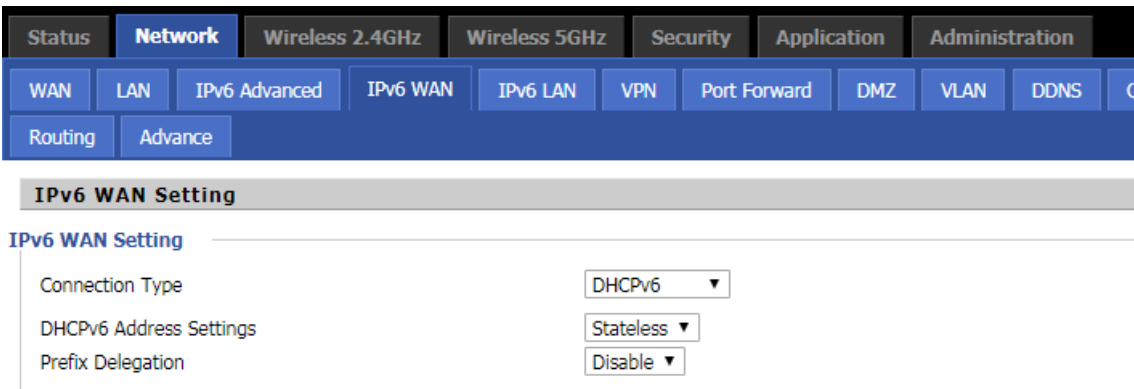 Status Network Wireless 2.4GHz Wireless 5GHz Security Application Administration
WAN LAN IPv6 Advanced IPv6 WAN IPv6 LAN VPN Port Forward DMZ VLAN DDNS
Routing Advance
IPv6 WAN Setting
IPv6 WAN Setting
Connection Type DHCPv6
DHCPv6 Address Settings Stateless
Prefix Delegation Disable